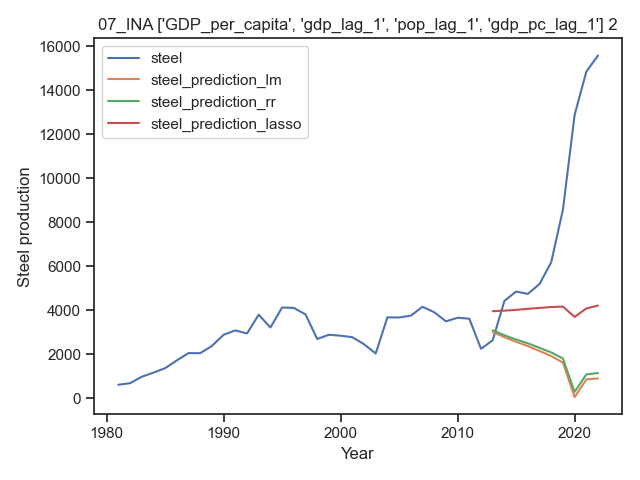 07_INA ['GDP_per_capita', 'gdp_lag_1', 'pop_lag_1', 'gdp_pc_lag_1'] 2
steel
steel_prediction_lm
steel_prediction_rr
steel_prediction_lasso
Steel production
16000
14000
12000
10000
8000
6000
4000
2000
0
1980
1990
2000
2010
2020
Year